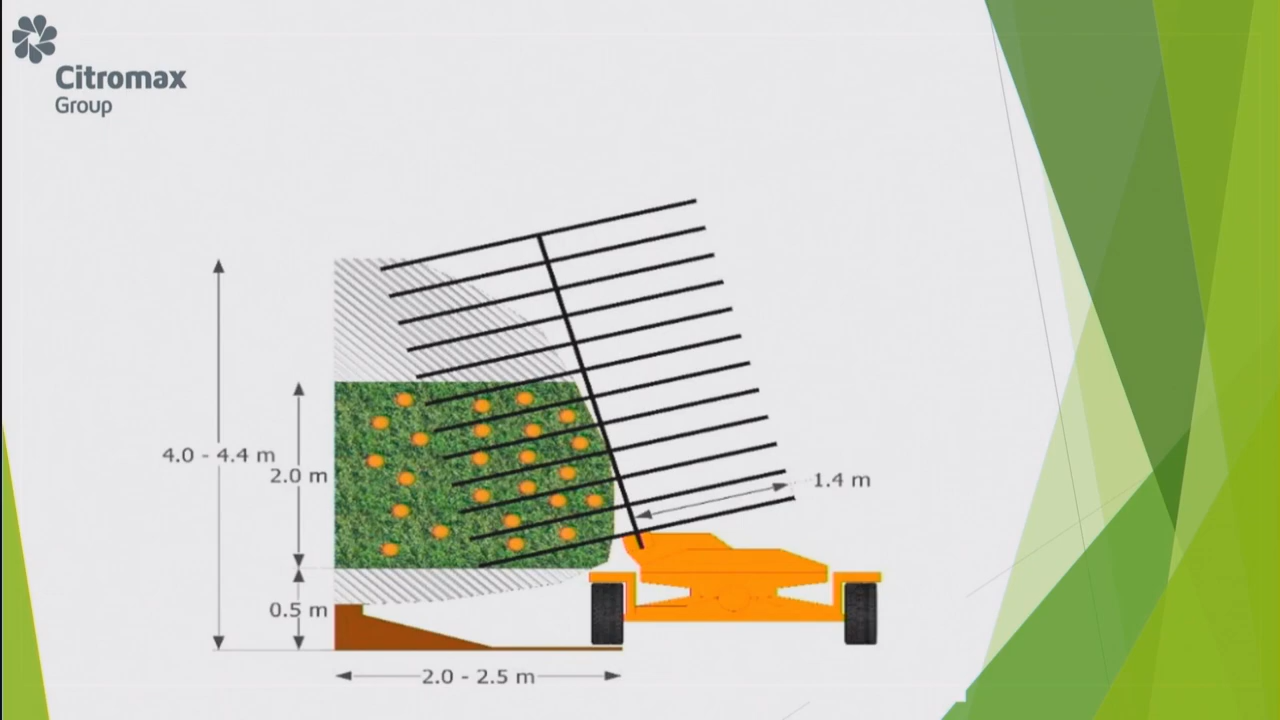 Citromax
Group
4.0 - 4.4 m
2.0 m
1.4 m
0.5 m
2.0 - 2.5 m